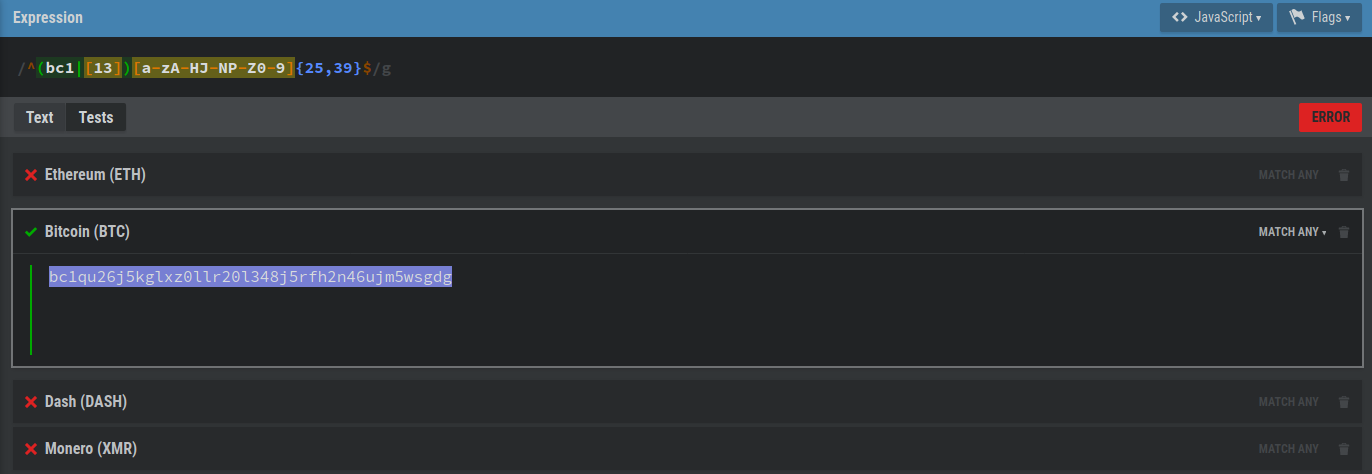 Expression
JavaScript
Flags
/^(bc1|[13])[a-zA-HJ-NP-Z0-9]{25,39}$/g
Text
Tests
ERROR
Ethereum (ETH)
MATCH ANY
Bitcoin (BTC)
MATCH ANY
bc1qu26j5kglxz0llr20l348j5rfh2n46ujm5wsgdg
Dash (DASH)
MATCH ANY
Monero (XMR)
MATCH ANY